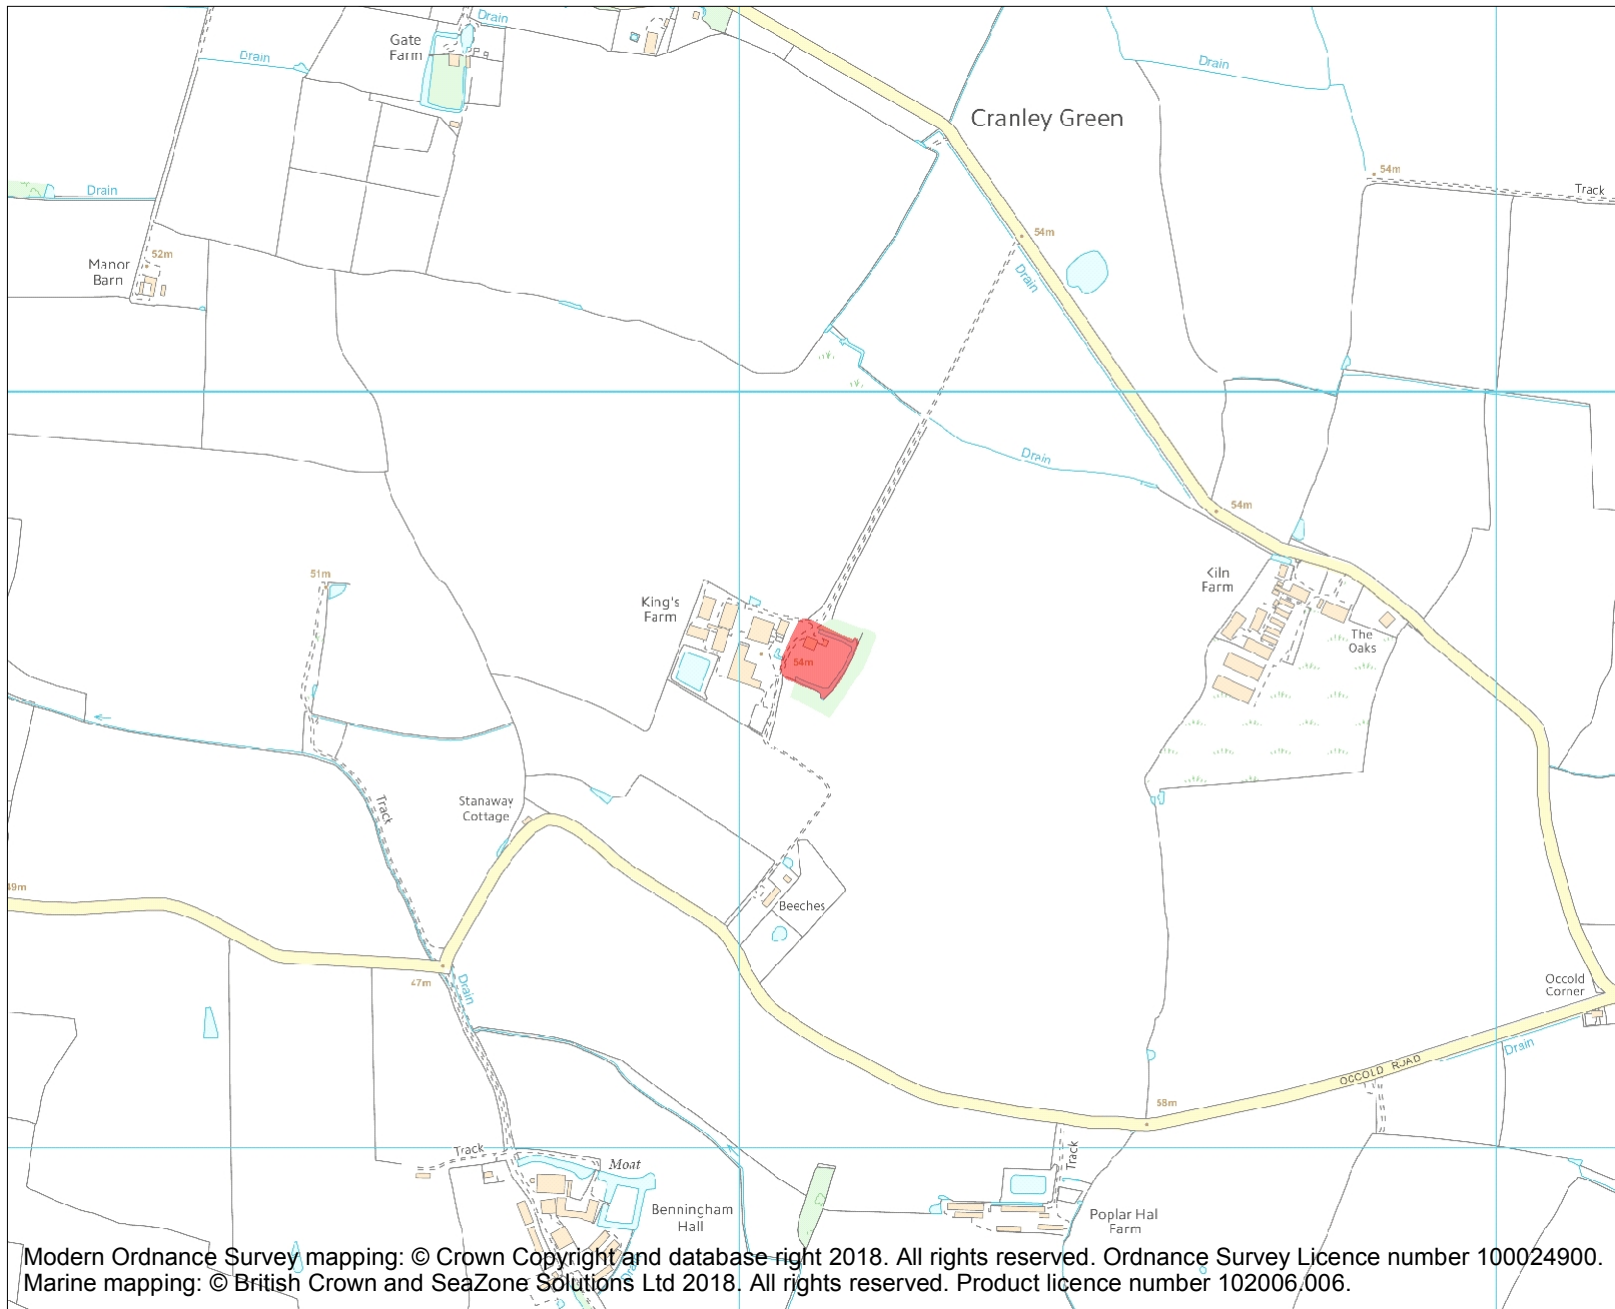 Drain
Gate
Farm
Drain
Drain
Cranley Green
54m
Track
Drain
54m
52m
Manor
Barn
Drain
Drain
54m
51m
King's
Farm
Kiln
Farm
The
Oaks
54m
Track
Stanaway
Cottage
49m
Beeches
47m
Drain
Occold
Corner
Drain
OCCOLD ROAD
58m
Track
Track
Moat
Benningham
Hall
Poplar Hal
Farm
Modern Ordnance Survey mapping: © Crown Copyright and database right 2018. All rights reserved. Ordnance Survey Licence number 100024900.
Marine mapping: © British Crown and SeaZone Solutions Ltd 2018. All rights reserved. Product licence number 102006.006.